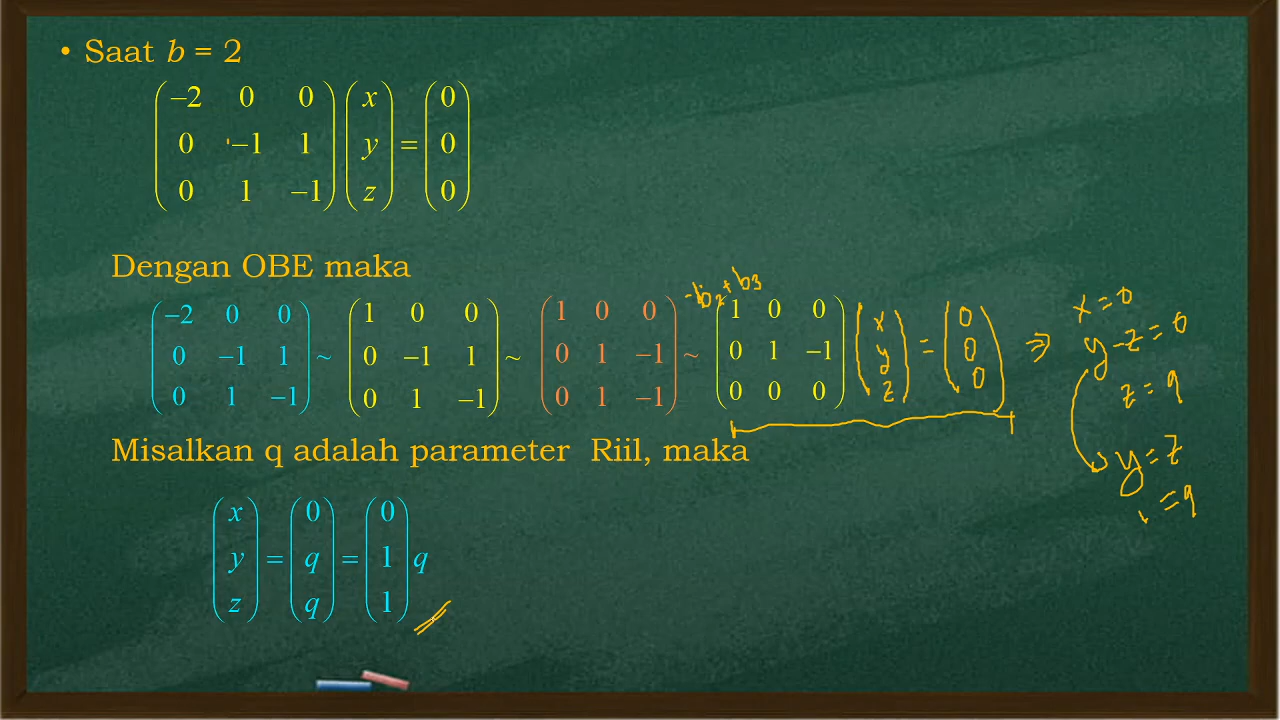 • Saat b = 2
(−2 0 0; 0 −1 1; 0 1 −1) (x; y; z) = (0; 0; 0)
Dengan OBE maka
-b2 + b3
(−2 0 0; 0 −1 1; 0 1 −1) ~ (1 0 0; 0 −1 1; 0 1 −1) ~ (1 0 0; 0 1 −1; 0 1 −1) ~ (1 0 0; 0 1 −1; 0 0 0) (x; y; z) = (0; 0; 0) ⇒
x = 0
y - z = 0
z = q
y = z
= q
Misalkan q adalah parameter Riil, maka
(x; y; z) = (0; q; q) = (0; 1; 1) q